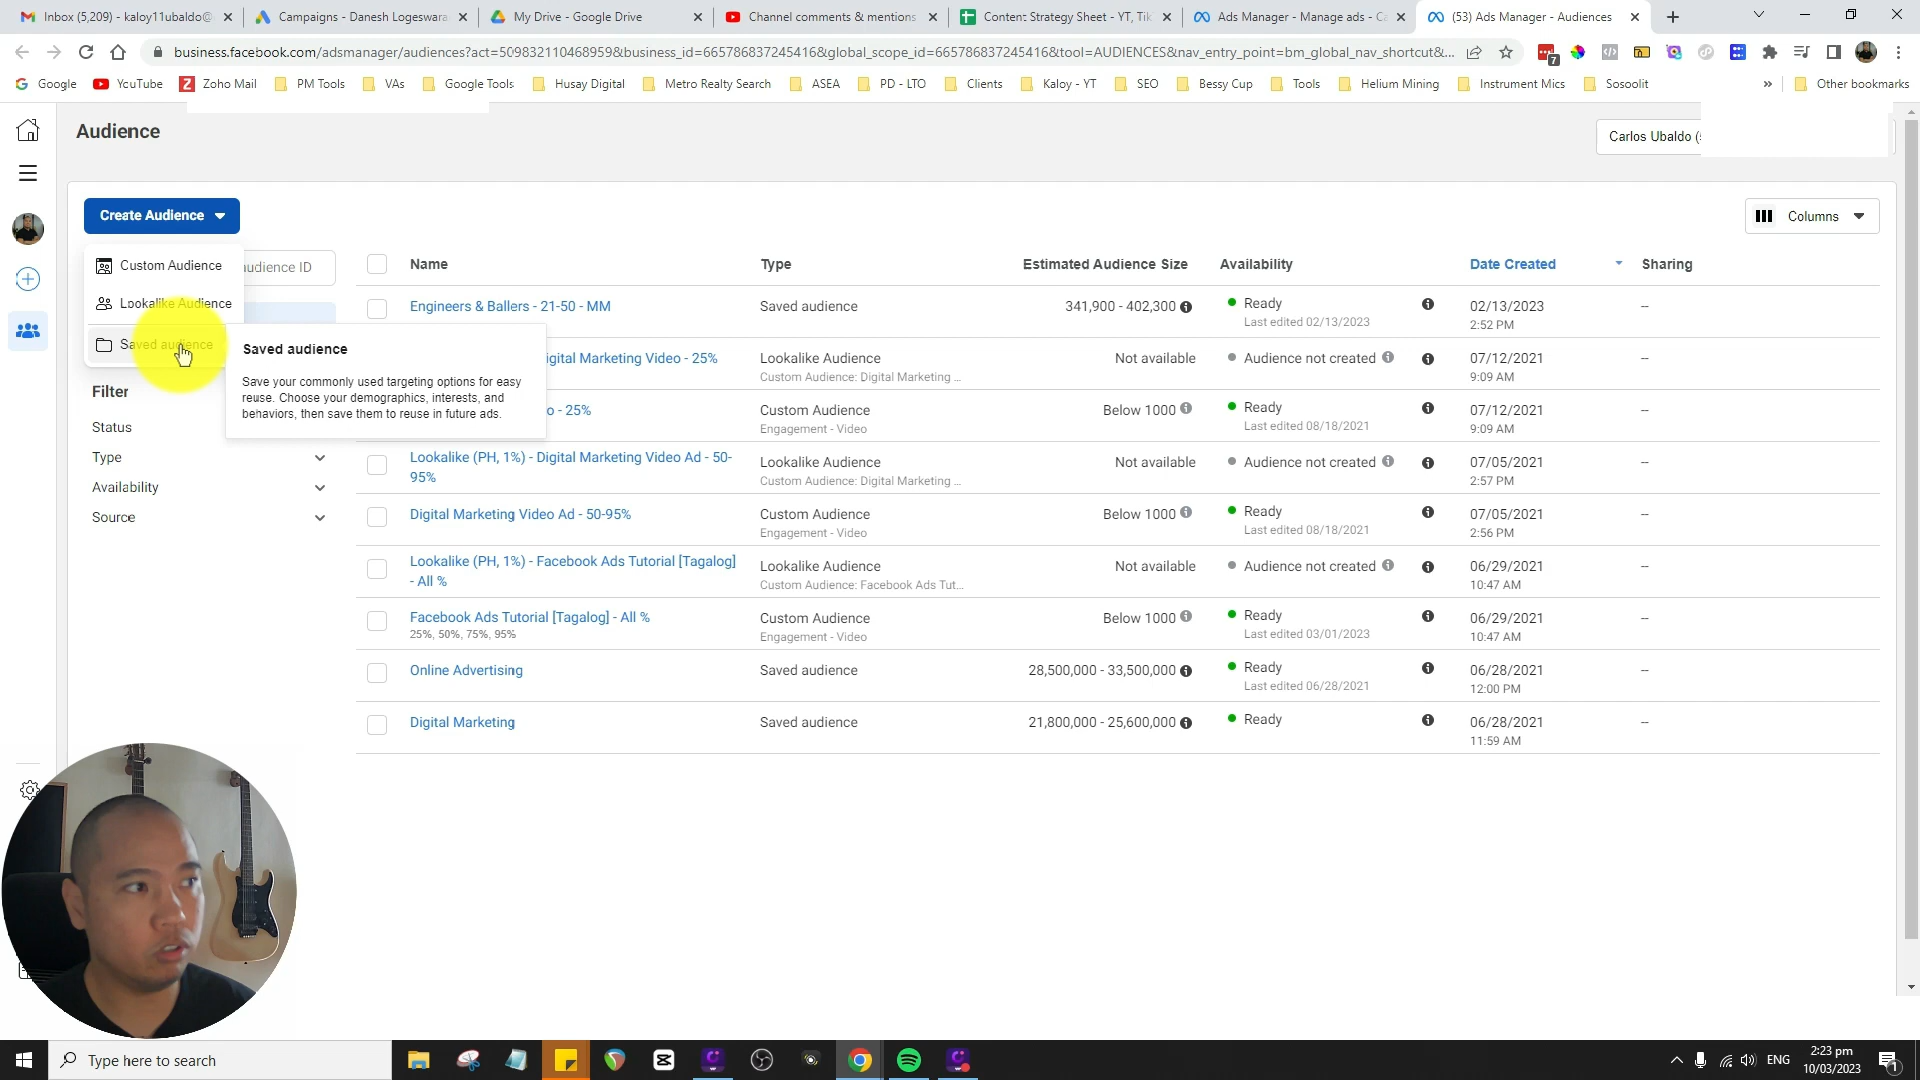 Inbox (5,209) - kaloy11ubaldo@
Campaigns - Danesh Logeswara
My Drive - Google Drive
Channel comments & mentions
Content Strategy Sheet - YT, Tik
Ads Manager - Manage ads - Ca
(53) Ads Manager - Audiences
business.facebook.com/adsmanager/audiences?act=509832110468959&business_id=665786837245416&global_scope_id=665786837245416&tool=AUDIENCES&nav_entry_point=bm_global_nav_shortcut&...
7
Google
YouTube
Zoho Mail
PM Tools
VAs
Google Tools
Husay Digital
Metro Realty Search
ASEA
PD - LTO
Clients
Kaloy - YT
SEO
Bessy Cup
Tools
Helium Mining
Instrument Mics
Sosoolit
»
Other bookmarks
Audience
Carlos Ubaldo (
Create Audience
Columns
Custom Audience
Lookalike Audience
Saved audience
audience ID
Saved audience
Save your commonly used targeting options for easy
reuse. Choose your demographics, interests, and
behaviors, then save them to reuse in future ads.
Filter
Status
Type
Availability
Source
Name Type Estimated Audience Size Availability Date Created Sharing
Engineers & Ballers - 21-50 - MM Saved audience 341,900 - 402,300 Ready 02/13/2023 --
Last edited 02/13/2023 2:52 PM
igital Marketing Video - 25% Lookalike Audience Not available Audience not created 07/12/2021 --
Custom Audience: Digital Marketing ... 9:09 AM
o - 25% Custom Audience Below 1000 Ready 07/12/2021 --
Engagement - Video Last edited 08/18/2021 9:09 AM
Lookalike (PH, 1%) - Digital Marketing Video Ad - 50- Lookalike Audience Not available Audience not created 07/05/2021 --
95% Custom Audience: Digital Marketing ... 2:57 PM
Digital Marketing Video Ad - 50-95% Custom Audience Below 1000 Ready 07/05/2021 --
Engagement - Video Last edited 08/18/2021 2:56 PM
Lookalike (PH, 1%) - Facebook Ads Tutorial [Tagalog] Lookalike Audience Not available Audience not created 06/29/2021 --
- All % Custom Audience: Facebook Ads Tut... 10:47 AM
Facebook Ads Tutorial [Tagalog] - All % Custom Audience Below 1000 Ready 06/29/2021 --
25%, 50%, 75%, 95% Engagement - Video Last edited 03/01/2023 10:47 AM
Online Advertising Saved audience 28,500,000 - 33,500,000 Ready 06/28/2021 --
Last edited 06/28/2021 12:00 PM
Digital Marketing Saved audience 21,800,000 - 25,600,000 Ready 06/28/2021 --
11:59 AM
Type here to search
ENG
2:23 pm
10/03/2023
1